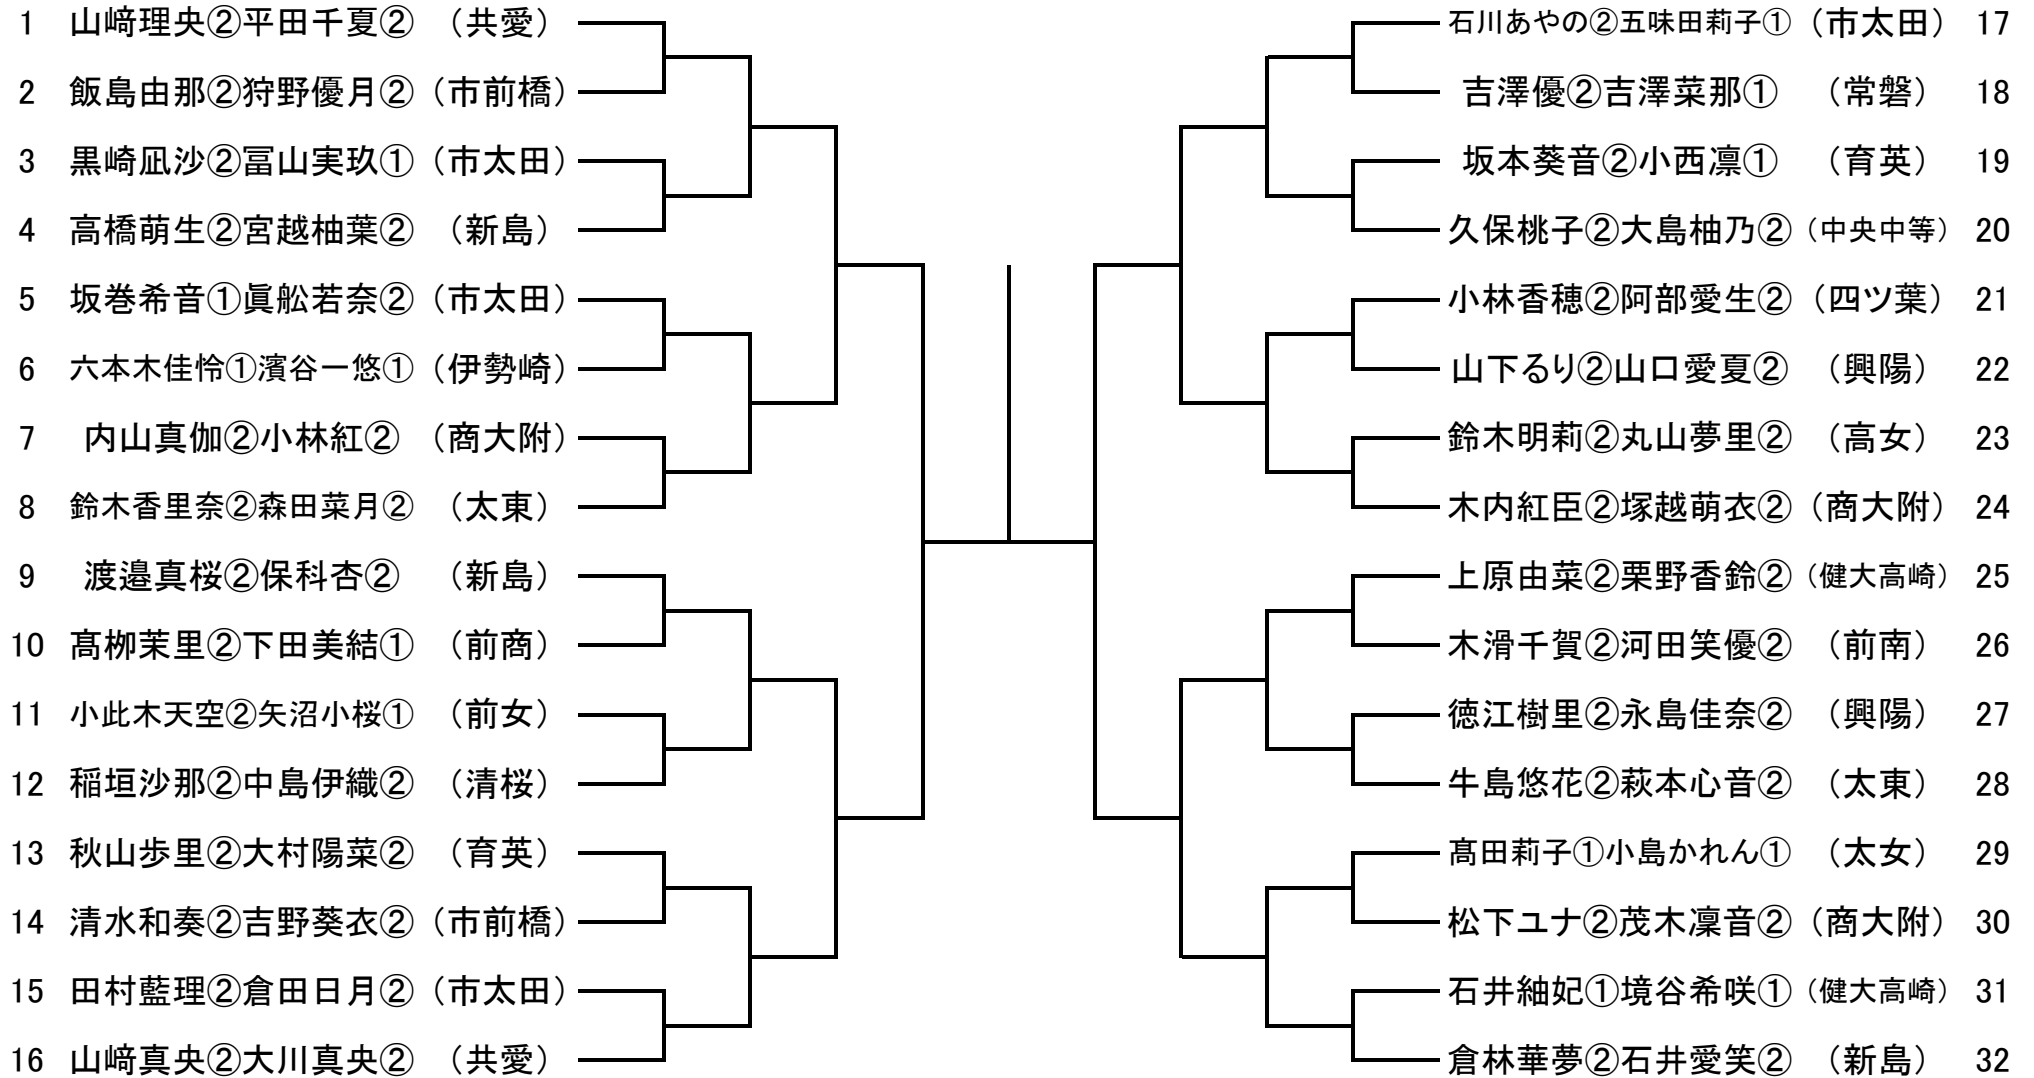 1 山﨑理央②平田千夏② （共愛）
2 飯島由那②狩野優月② （市前橋）
3 黒崎凪沙②冨山実玖① （市太田）
4 高橋萌生②宮越柚葉② （新島）
5 坂巻希音①眞舩若奈② （市太田）
6 六本木佳怜①濱谷一悠① （伊勢崎）
7 内山真伽②小林紅② （商大附）
8 鈴木香里奈②森田菜月② （太東）
9 渡邉真桜②保科杏② （新島）
10 髙栁茉里②下田美結① （前商）
11 小此木天空②矢沼小桜① （前女）
12 稲垣沙那②中島伊織② （清桜）
13 秋山歩里②大村陽菜② （育英）
14 清水和奏②吉野葵衣② （市前橋）
15 田村藍理②倉田日月② （市太田）
16 山﨑真央②大川真央② （共愛）
石川あやの②五味田莉子① （市太田） 17
吉澤優②吉澤菜那① （常磐） 18
坂本葵音②小西凛① （育英） 19
久保桃子②大島柚乃② （中央中等） 20
小林香穂②阿部愛生② （四ツ葉） 21
山下るり②山口愛夏② （興陽） 22
鈴木明莉②丸山夢里② （高女） 23
木内紅臣②塚越萌衣② （商大附） 24
上原由菜②栗野香鈴② （健大高崎） 25
木滑千賀②河田笑優② （前南） 26
徳江樹里②永島佳奈② （興陽） 27
牛島悠花②萩本心音② （太東） 28
髙田莉子①小島かれん① （太女） 29
松下ユナ②茂木凜音② （商大附） 30
石井紬妃①境谷希咲① （健大高崎） 31
倉林華夢②石井愛笑② （新島） 32